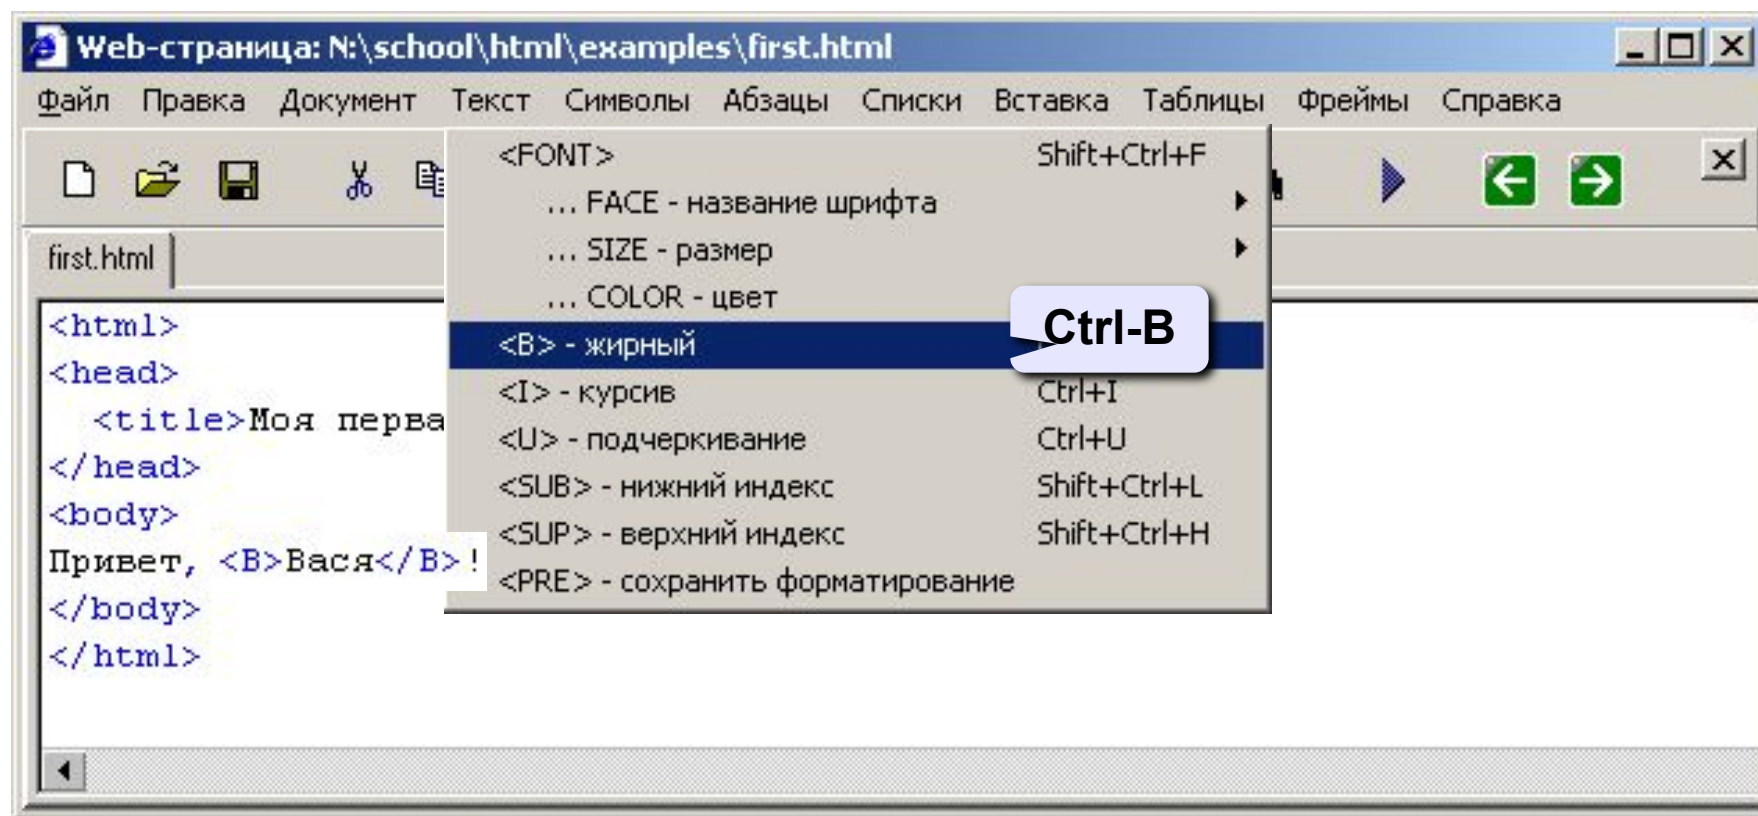 Web-страница: N:\school\html\examples\first.html
Файл Правка Документ Текст Символы Абзацы Списки Вставка Таблицы Фреймы Справка
<FONT> Shift+Ctrl+F
... FACE - название шрифта
... SIZE - размер
... COLOR - цвет
<B> - жирный
Ctrl-B
<I> - курсив Ctrl+I
<U> - подчеркивание Ctrl+U
<SUB> - нижний индекс Shift+Ctrl+L
<SUP> - верхний индекс Shift+Ctrl+H
<PRE> - сохранить форматирование
first.html
<html>
<head>
<title>Моя
</head>
<body>
Привет, <B>Вася</B>!
</body>
</html>